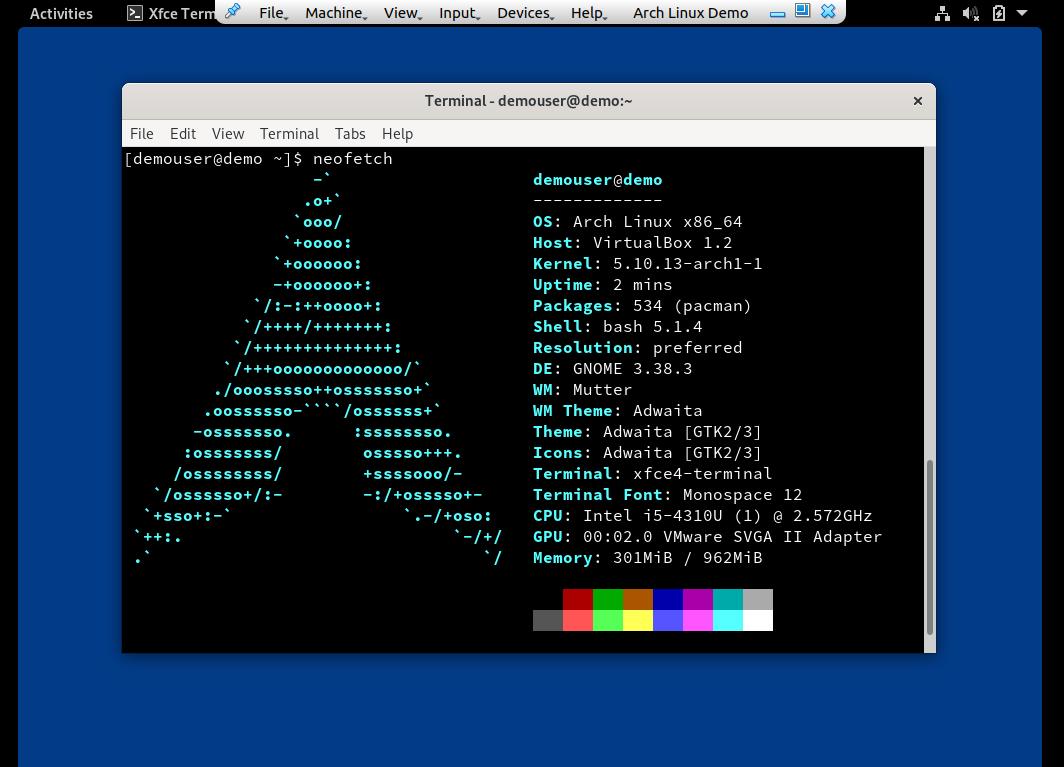 Activities Xfce Term File Machine View Input Devices Help Arch Linux Demo
Terminal - demouser@demo:~
File Edit View Terminal Tabs Help
[demouser@demo ~]$ neofetch
                   -`                    demouser@demo
                  .o+`                   -------------
                 `ooo/                   OS: Arch Linux x86_64
                `+oooo:                  Host: VirtualBox 1.2
               `+oooooo:                 Kernel: 5.10.13-arch1-1
               -+oooooo+:                Uptime: 2 mins
             `/:-:++oooo+:               Packages: 534 (pacman)
            `/++++/+++++++:              Shell: bash 5.1.4
           `/++++++++++++++:             Resolution: preferred
          `/+++ooooooooooooo/`           DE: GNOME 3.38.3
         ./ooosssso++osssssso+`          WM: Mutter
        .oossssso-````/ossssss+`         WM Theme: Adwaita
       -osssssso.      :ssssssso.        Theme: Adwaita [GTK2/3]
      :osssssss/        osssso+++.       Icons: Adwaita [GTK2/3]
     /ossssssss/        +ssssooo/-       Terminal: xfce4-terminal
   `/ossssso+/:-        -:/+osssso+-     Terminal Font: Monospace 12
  `+sso+:-`                 `.-/+oso:    CPU: Intel i5-4310U (1) @ 2.572GHz
 `++:.                           `-/+/   GPU: 00:02.0 VMware SVGA II Adapter
 .`                                 `/   Memory: 301MiB / 962MiB